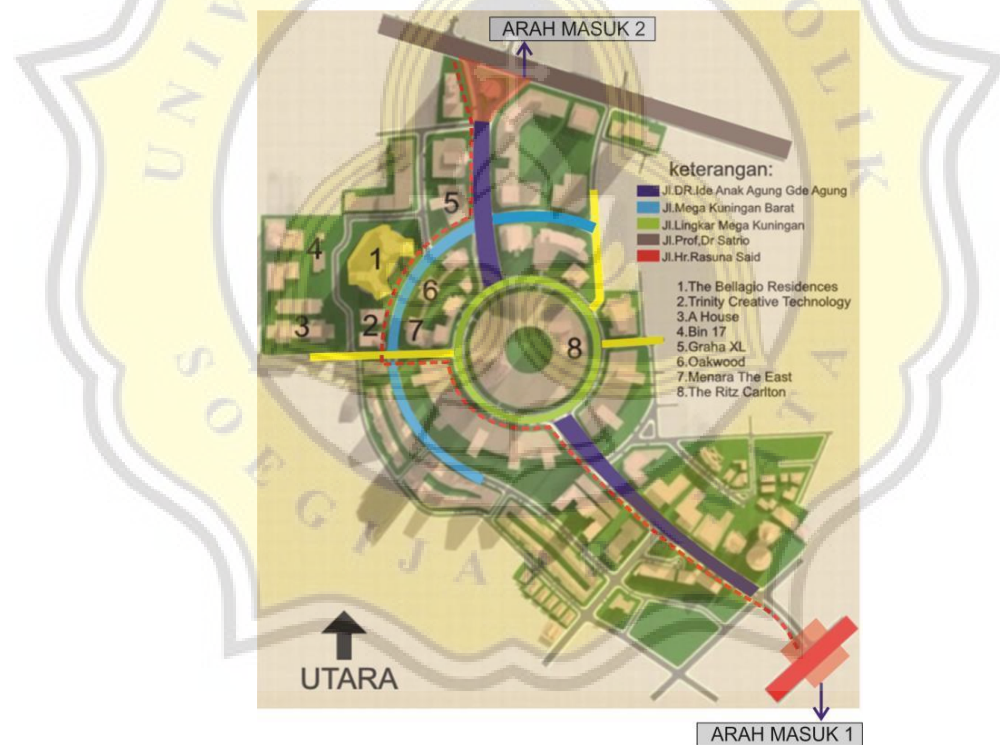 ARAH MASUK 2
keterangan:
Jl.DR.Ide Anak Agung Gde Agung
Jl.Mega Kuningan Barat
Jl.Lingkar Mega Kuningan
Jl.Prof,Dr Satrio
Jl.Hr.Rasuna Said
1.The Bellagio Residences
2.Trinity Creative Technology
3.A House
4.Bin 17
5.Graha XL
6.Oakwood
7.Menara The East
8.The Ritz Carlton
5
4
1
6
3
2
7
8
UTARA
ARAH MASUK 1